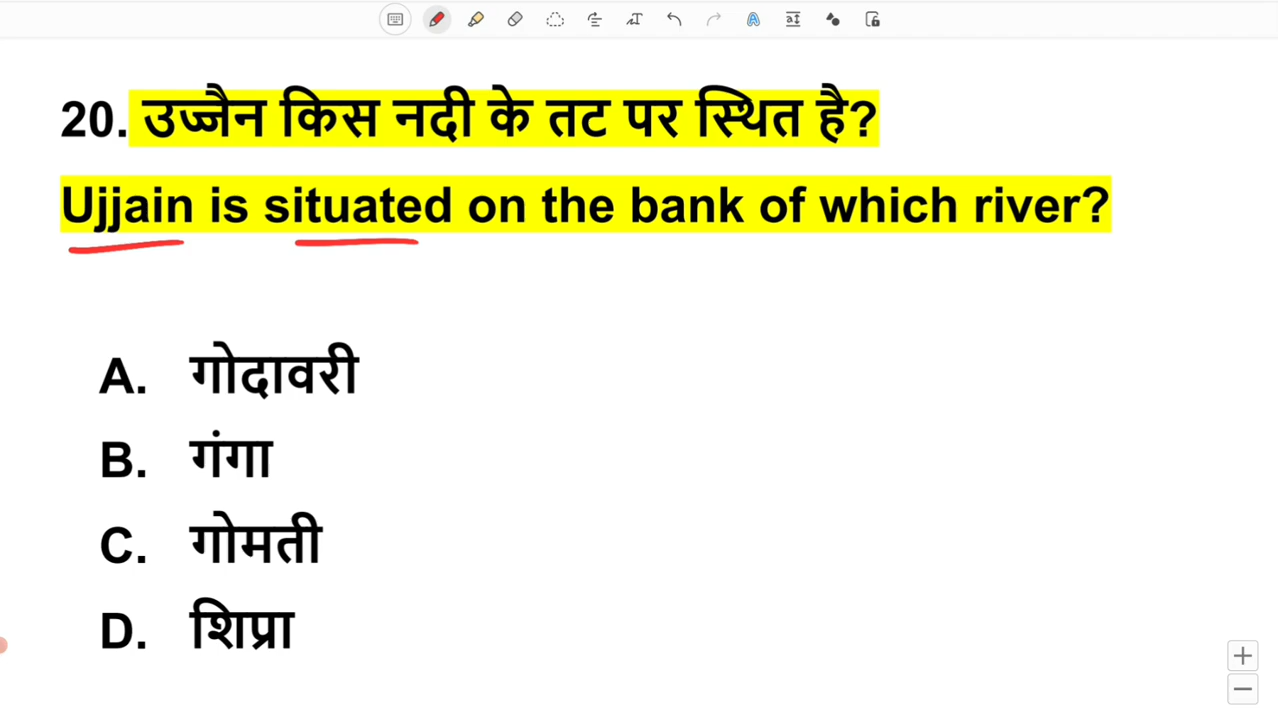 20. उज्जैन किस नदी के तट पर स्थित है?
Ujjain is situated on the bank of which river?
A. गोदावरी
B. गंगा
C. गोमती
D. शिप्रा